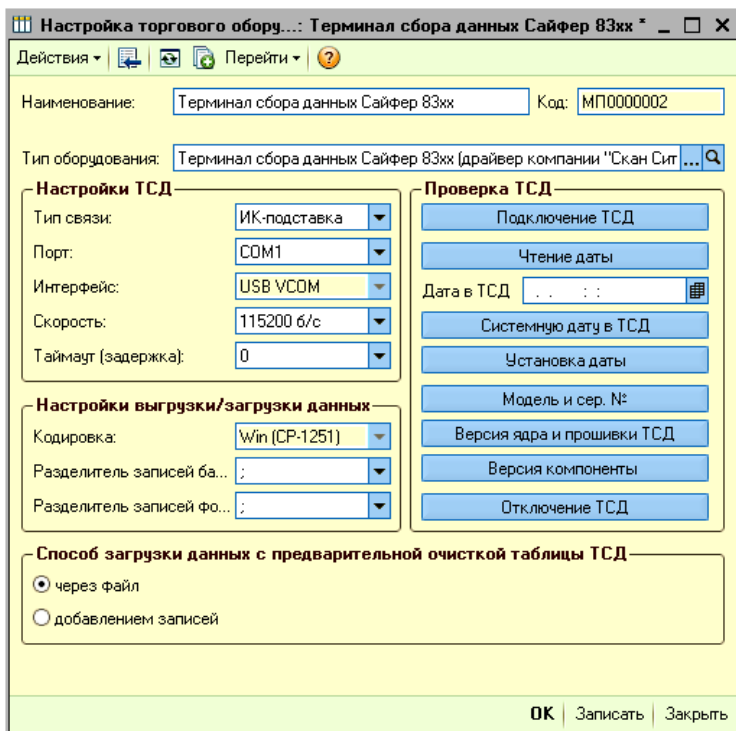 Настройка торгового обору...: Терминал сбора данных Сайфер 83xx *
Действия Перейти
Наименование: Терминал сбора данных Сайфер 83xx Код: МП0000002
Тип оборудования: Терминал сбора данных Сайфер 83xx (драйвер компании "Скан Сит ...
Настройки ТСД
Тип связи: ИК-подставка
Порт: COM1
Интерфейс: USB VCOM
Скорость: 115200 б/с
Таймаут (задержка): 0
Настройки выгрузки/загрузки данных
Кодировка: Win (CP-1251)
Разделитель записей ба... ;
Разделитель записей фо... ;
Проверка ТСД
Подключение ТСД
Чтение даты
Дата в ТСД . . : :
Системную дату в ТСД
Установка даты
Модель и сер. №
Версия ядра и прошивки ТСД
Версия компоненты
Отключение ТСД
Способ загрузки данных с предварительной очисткой таблицы ТСД
через файл
добавлением записей
OK Записать Закрыть